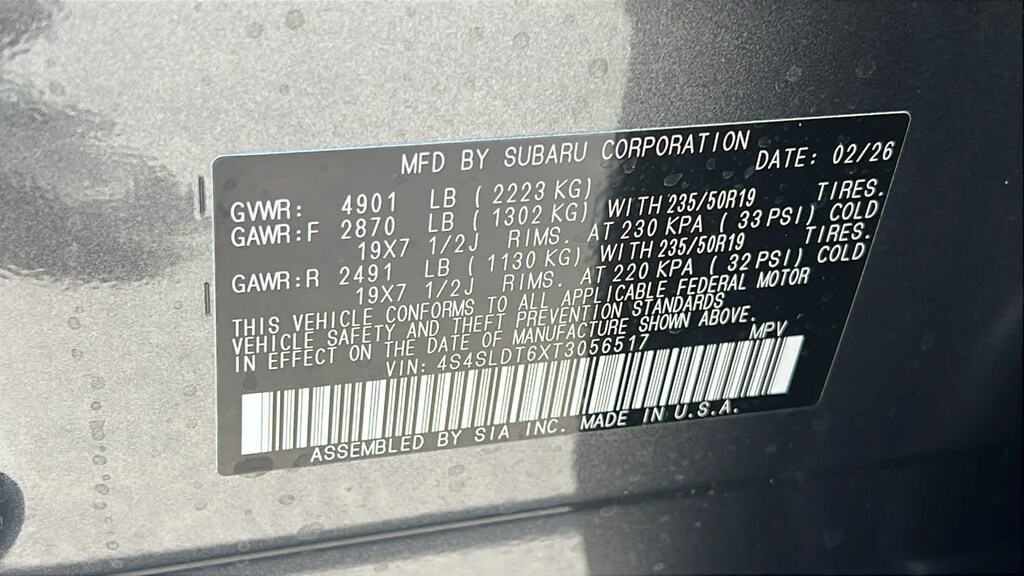 MFD BY SUBARU CORPORATION DATE: 02/26
GVWR: 4901 LB ( 2223 KG)
GAWR:F 2870 LB ( 1302 KG) WITH 235/50R19 TIRES.
19X7 1/2J RIMS. AT 230 KPA ( 33 PSI) COLD
GAWR:R 2491 LB ( 1130 KG) WITH 235/50R19 TIRES.
19X7 1/2J RIMS. AT 220 KPA ( 32 PSI) COLD
THIS VEHICLE CONFORMS TO ALL APPLICABLE FEDERAL MOTOR
VEHICLE SAFETY AND THEFT PREVENTION STANDARDS
IN EFFECT ON THE DATE OF MANUFACTURE SHOWN ABOVE.
VIN: 4S4SLDT6XT3056517 MPV
ASSEMBLED BY SIA INC. MADE IN U.S.A.